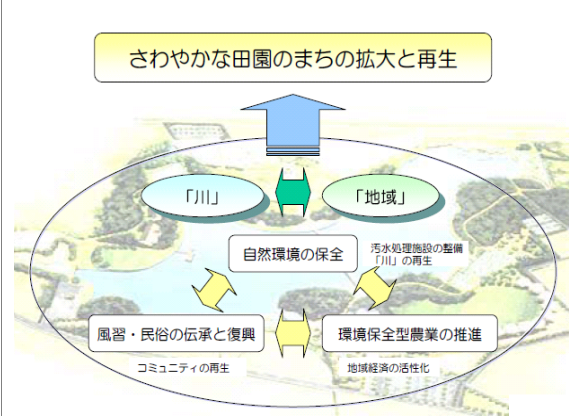 さわやかな田園のまちの拡大と再生
「川」
「地域」
自然環境の保全
汚水処理施設の整備
「川」の再生
風習・民俗の伝承と復興
環境保全型農業の推進
コミュニティの再生
地域経済の活性化